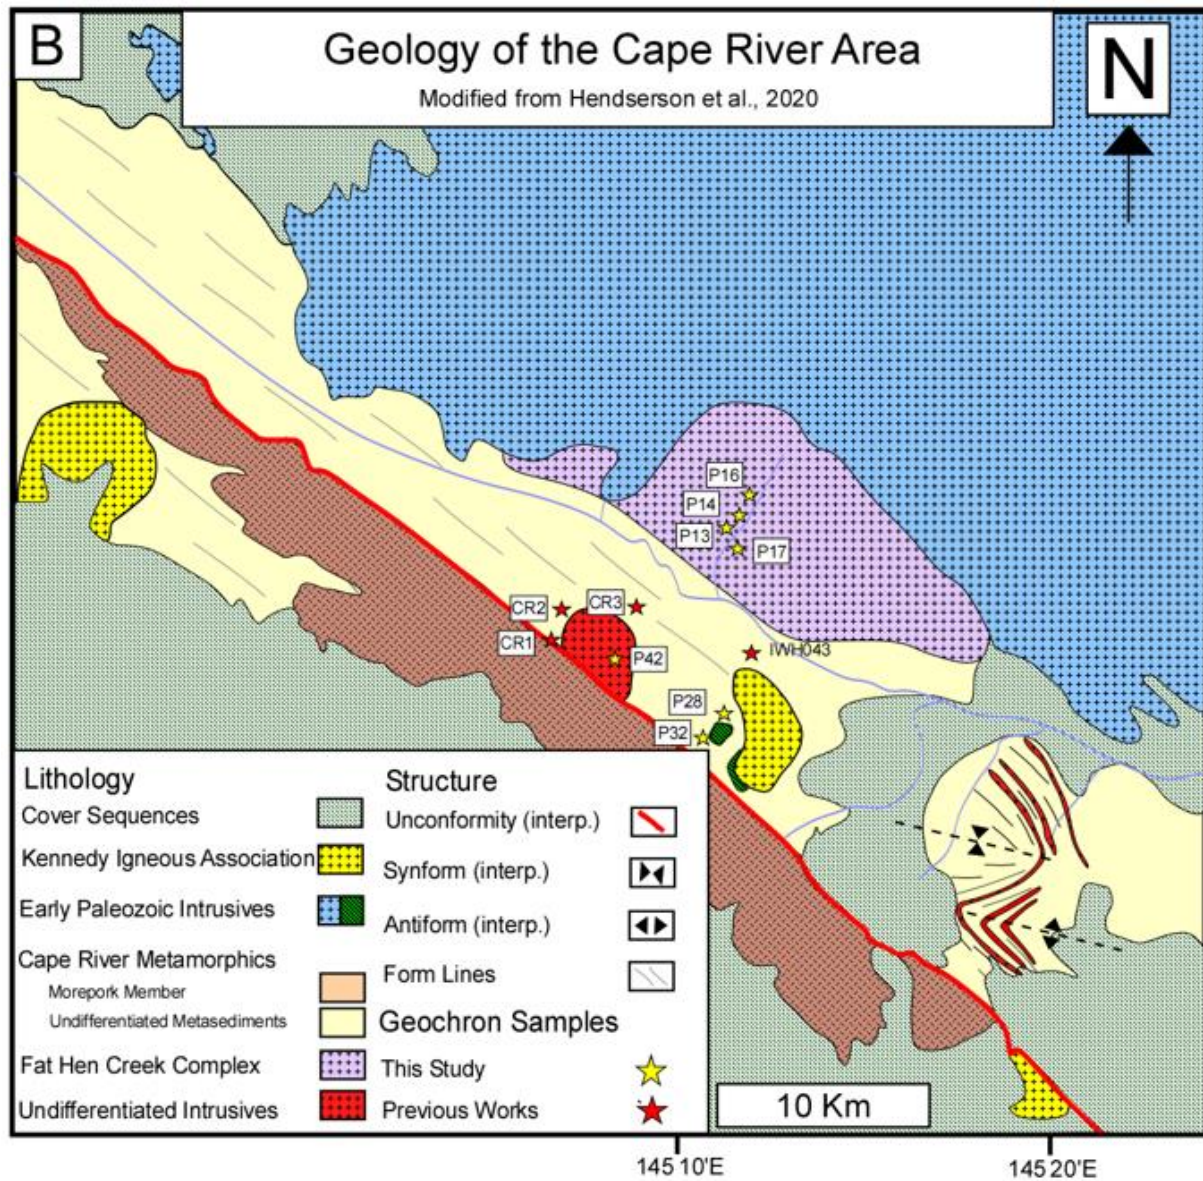 B
Geology of the Cape River Area
Modified from Hendserson et al., 2020
N
P16
P14
P13
P17
CR2
CR3
CR1
P42
IWH043
P28
P32
Lithology
Cover Sequences
Kennedy Igneous Association
Early Paleozoic Intrusives
Cape River Metamorphics
Morepork Member
Undifferentiated Metasediments
Fat Hen Creek Complex
Undifferentiated Intrusives
Structure
Unconformity (interp.)
Synform (interp.)
Antiform (interp.)
Form Lines
Geochron Samples
This Study
Previous Works
10 Km
145 10'E
145 20'E